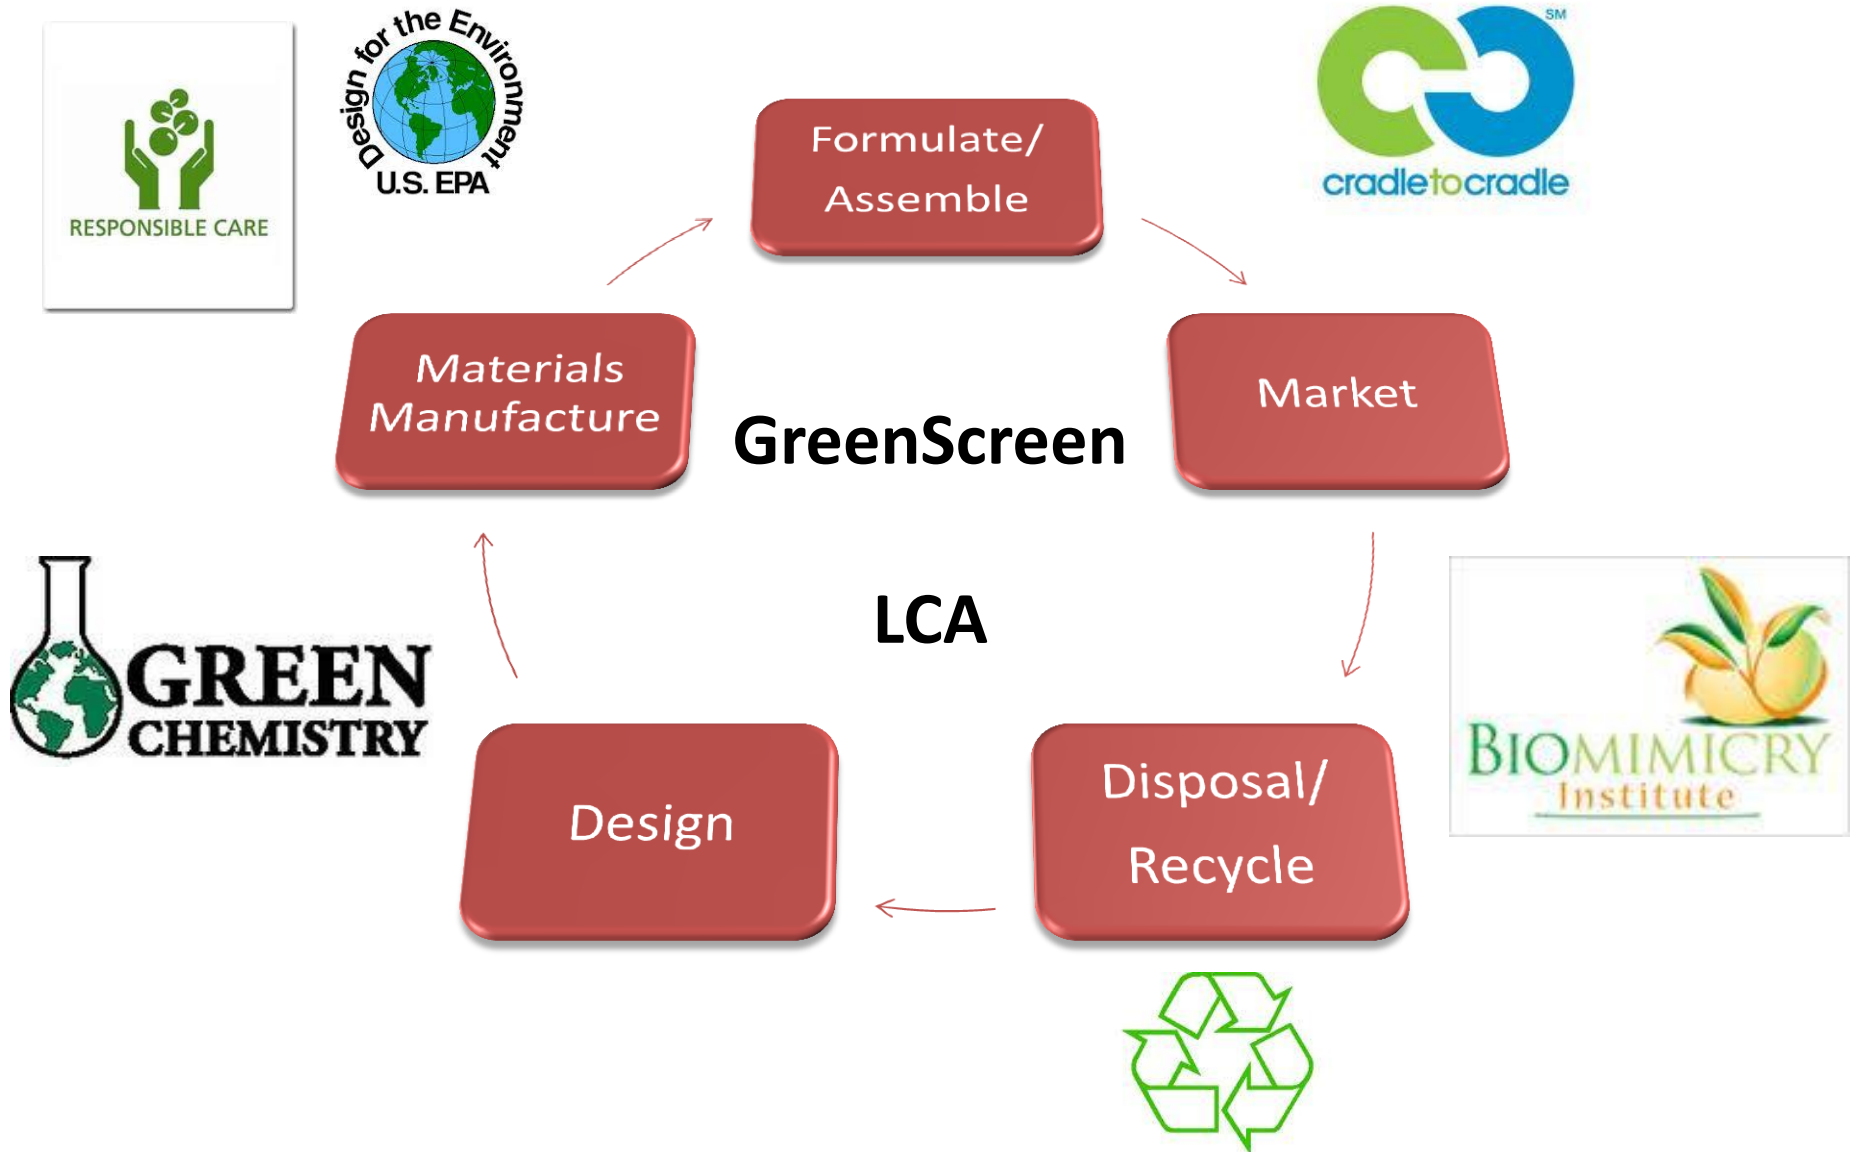 Design for the Environment
U.S. EPA
RESPONSIBLE CARE
SM
cradletocradle
Formulate/
Assemble
Materials
Manufacture
Market
GreenScreen
LCA
GREEN
CHEMISTRY
BIOMIMICRY
Institute
Design
Disposal/
Recycle